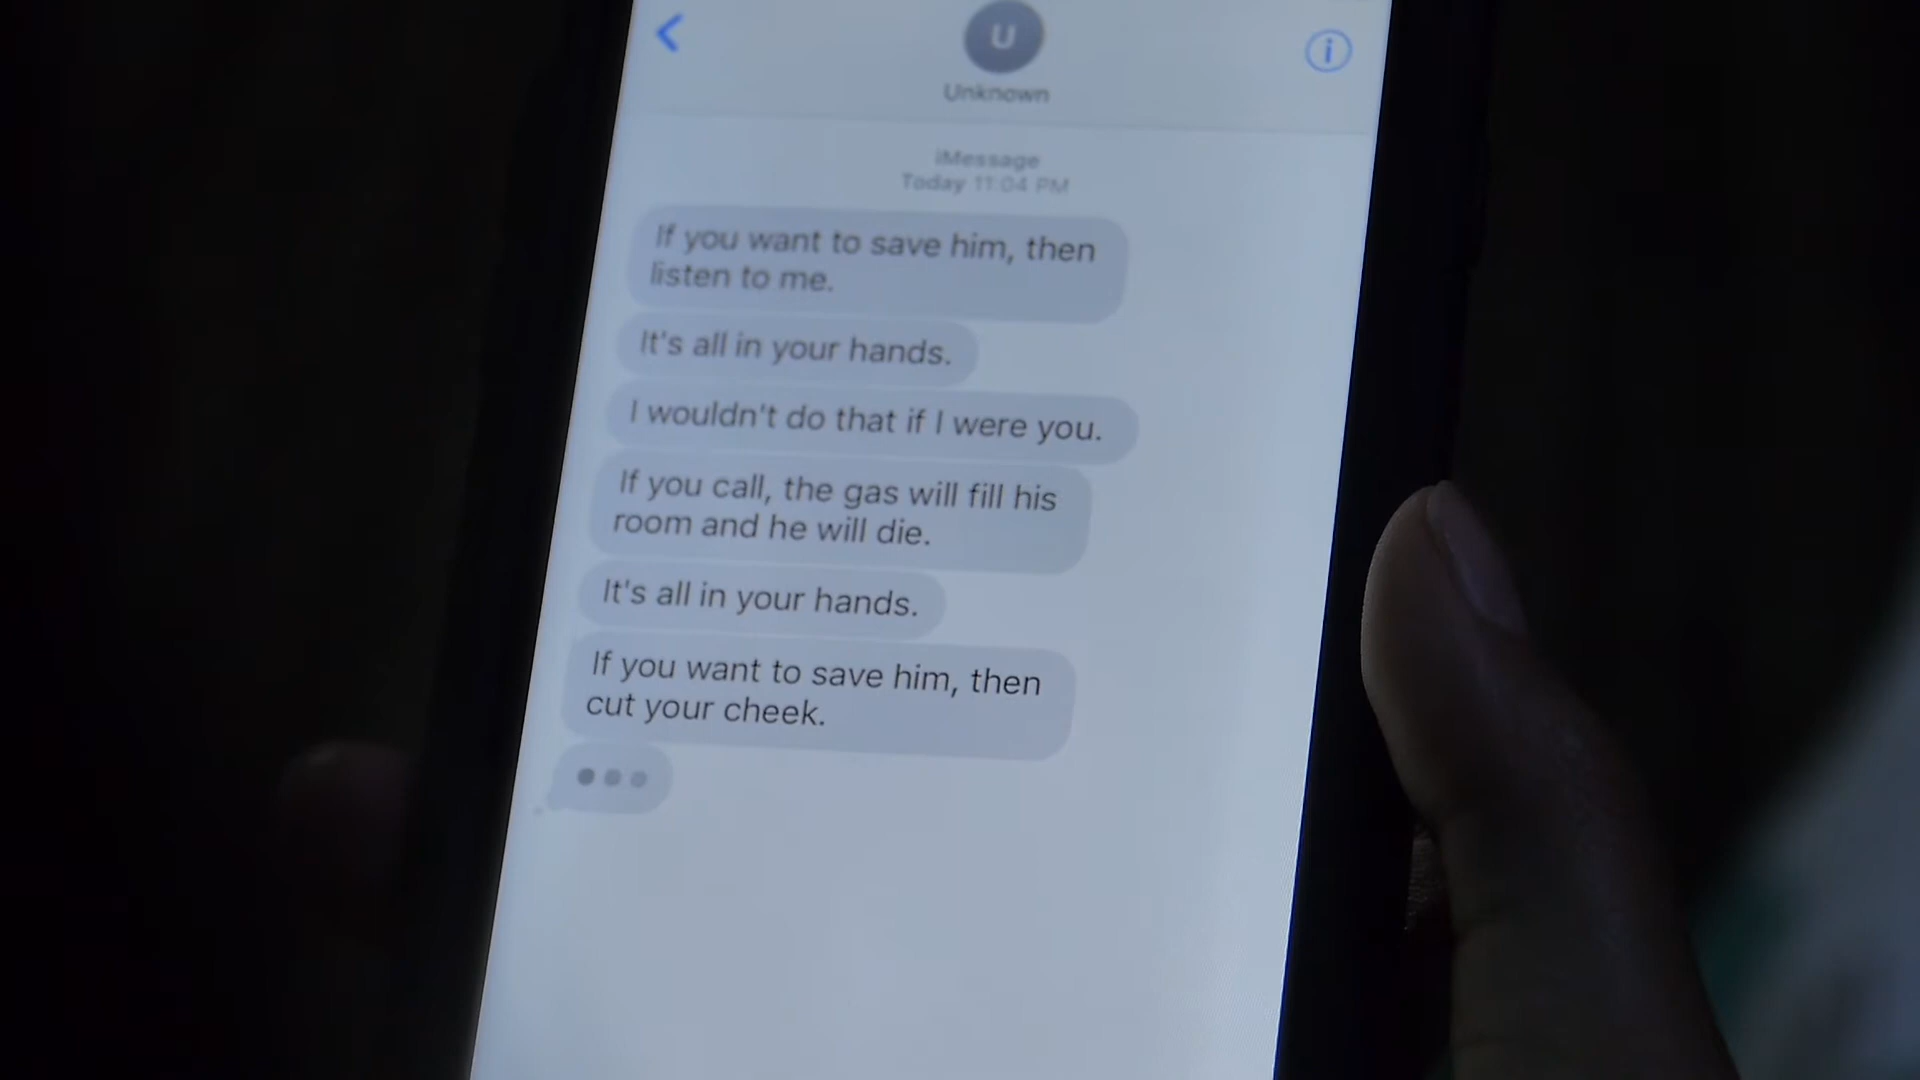 U
Unknown
iMessage
Today 11:04 PM
If you want to save him, then
listen to me.
It's all in your hands.
I wouldn't do that if I were you.
If you call, the gas will fill his
room and he will die.
It's all in your hands.
If you want to save him, then
cut your cheek.